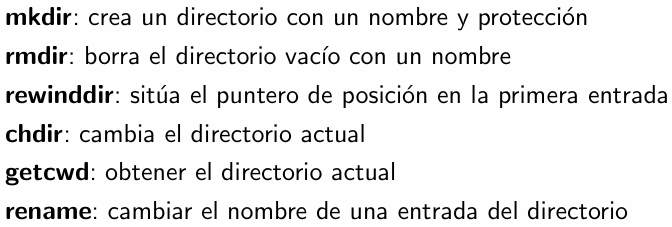 mkdir: crea un directorio con un nombre y protección
rmdir: borra el directorio vacío con un nombre
rewinddir: sitúa el puntero de posición en la primera entrada
chdir: cambia el directorio actual
getcwd: obtener el directorio actual
rename: cambiar el nombre de una entrada del directorio